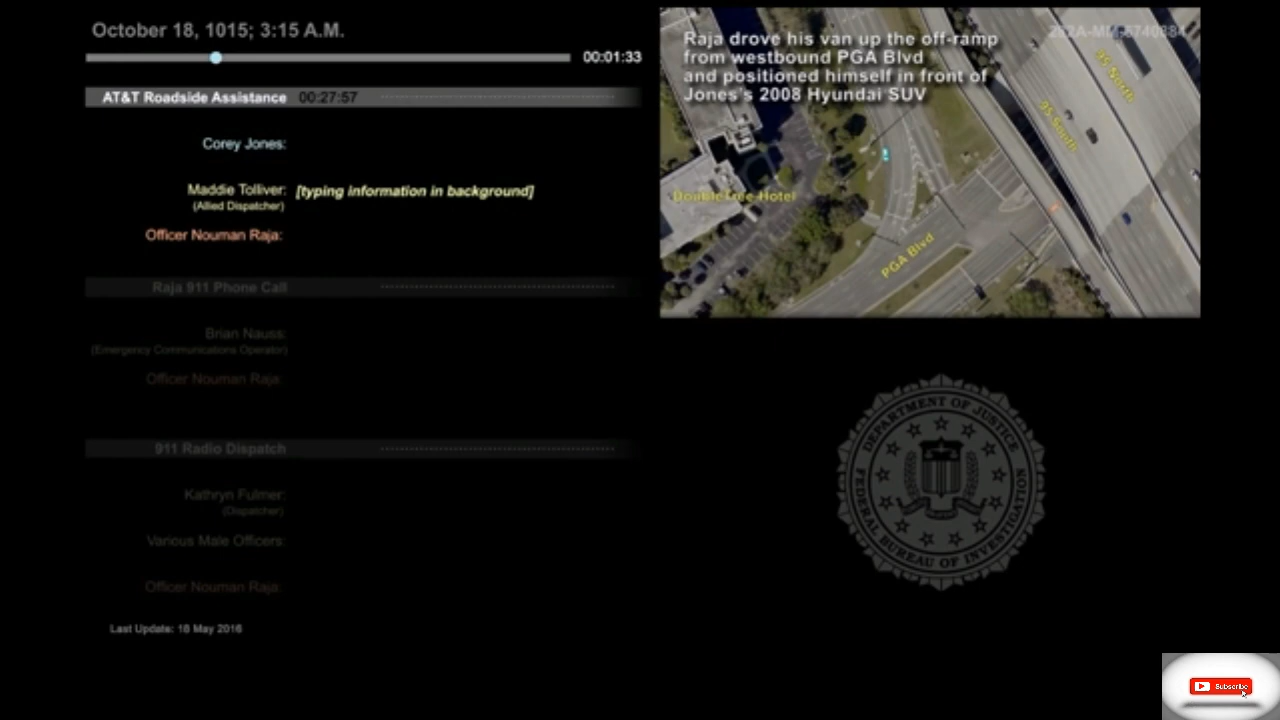 October 18, 1015; 3:15 A.M.
00:01:33
AT&T Roadside Assistance 00:27:57
Corey Jones:
Maddie Tolliver: [typing information in background]
(Allied Dispatcher)
Officer Nouman Raja:
Raja 911 Phone Call
Brian Nauss:
(Emergency Communications Operator)
Officer Nouman Raja:
911 Radio Dispatch
Kathryn Fulmer:
(Dispatcher)
Various Male Officers:
Officer Nouman Raja:
Last Update: 18 May 2016
Raja drove his van up the off-ramp
from westbound PGA Blvd
and positioned himself in front of
Jones's 2008 Hyundai SUV
95 North
95 South
DoubleTree Hotel
PGA Blvd
DEPARTMENT OF JUSTICE
FEDERAL BUREAU OF INVESTIGATION
Subscribe